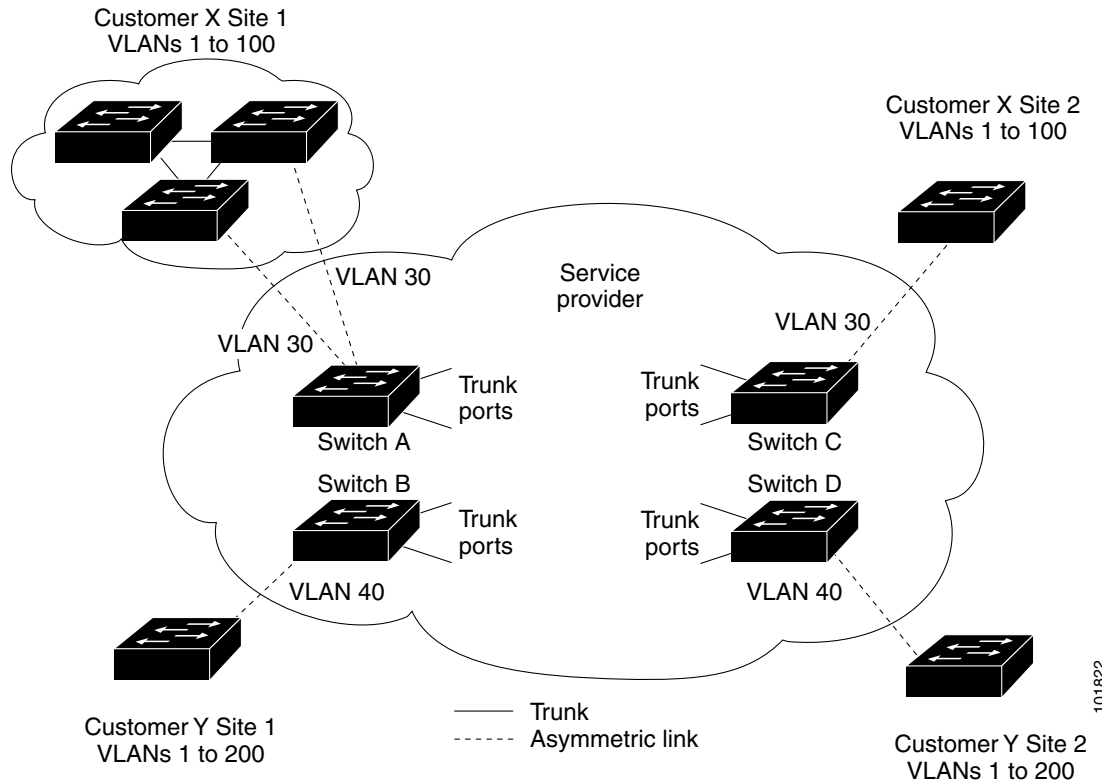 Customer X Site 1
VLANs 1 to 100
Customer X Site 2
VLANs 1 to 100
VLAN 30
Service
provider
VLAN 30
VLAN 30
Trunk
ports
Trunk
ports
Switch A
Switch C
Switch B
Switch D
Trunk
ports
Trunk
ports
VLAN 40
VLAN 40
Customer Y Site 1
VLANs 1 to 200
Trunk
Asymmetric link
Customer Y Site 2
VLANs 1 to 200
101822